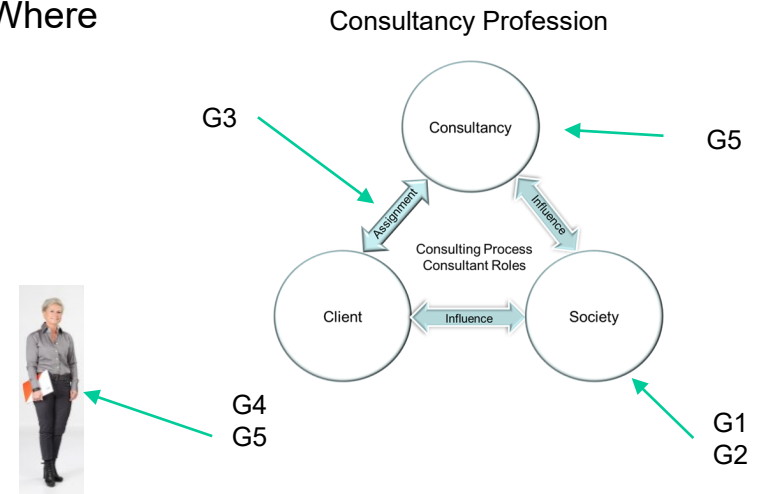 Where
Consultancy Profession
G3
Consultancy
G5
Assignment
Influence
Consulting Process
Consultant Roles
Client
Influence
Society
G4
G5
G1
G2